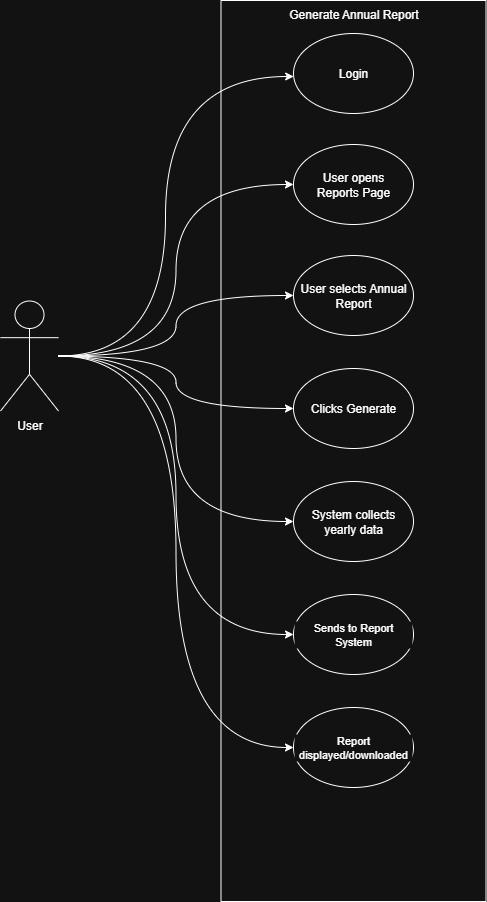 Generate Annual Report
Login
User opens
Reports Page
User selects Annual
Report
Clicks Generate
User
System collects
yearly data
Sends to Report
System
Report
displayed/downloaded